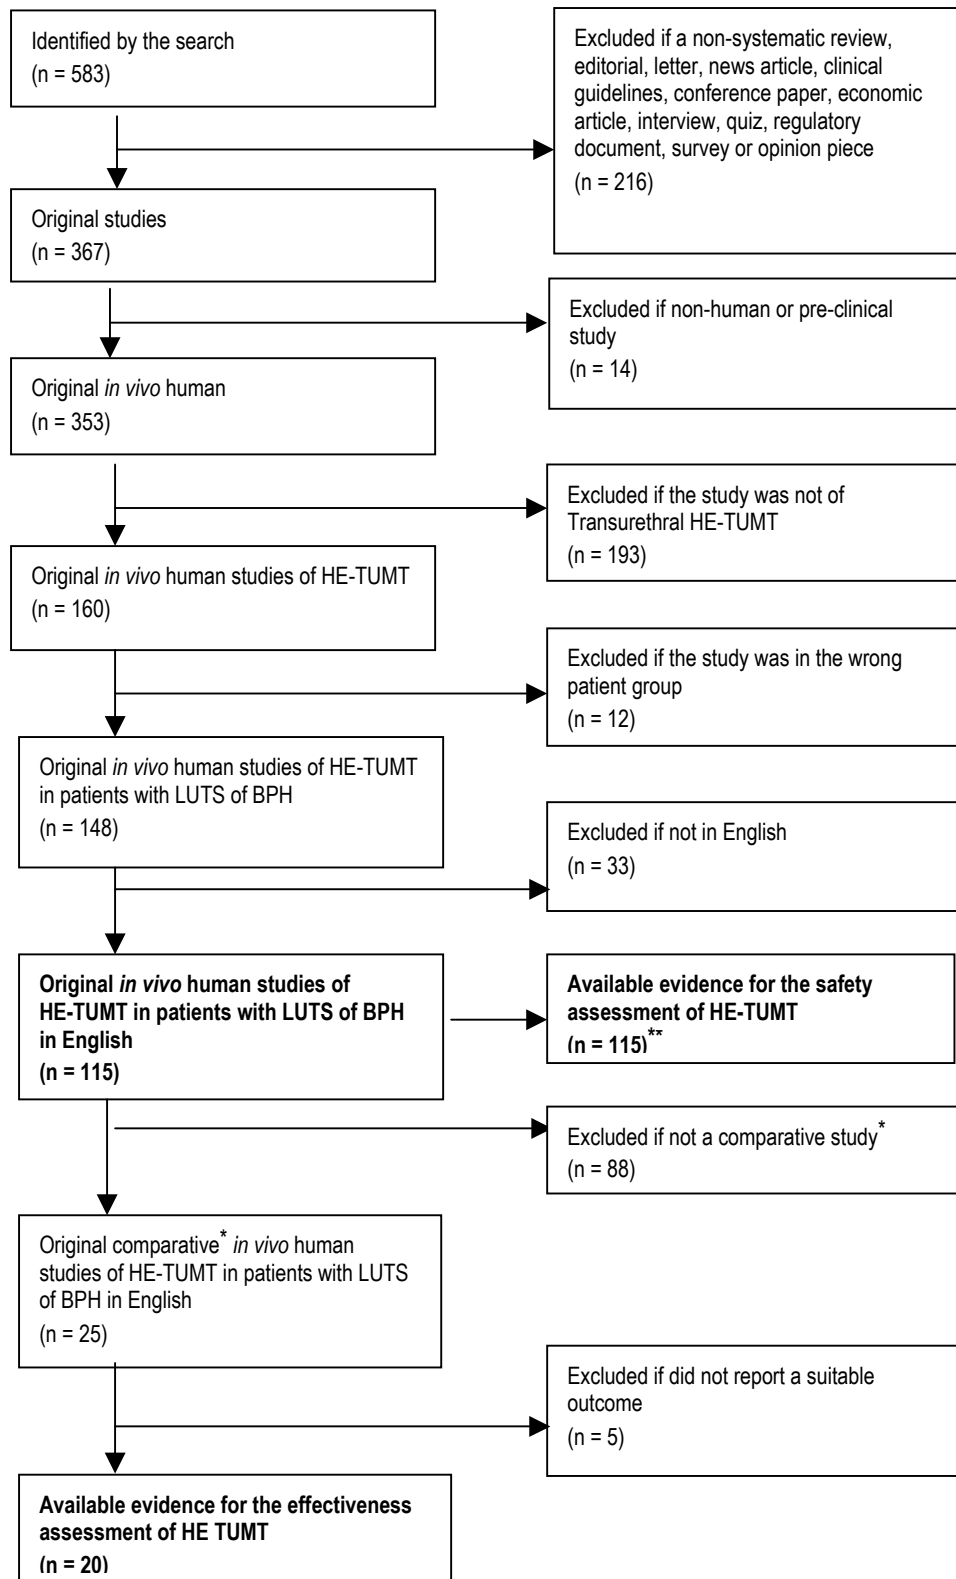 Identified by the search
(n = 583)
Excluded if a non-systematic review,
editorial, letter, news article, clinical
guidelines, conference paper, economic
article, interview, quiz, regulatory
document, survey or opinion piece
(n = 216)
Original studies
(n = 367)
Excluded if non-human or pre-clinical
study
(n = 14)
Original in vivo human
(n = 353)
Excluded if the study was not of
Transurethral HE-TUMT
(n = 193)
Original in vivo human studies of HE-TUMT
(n = 160)
Excluded if the study was in the wrong
patient group
(n = 12)
Original in vivo human studies of HE-TUMT
in patients with LUTS of BPH
(n = 148)
Excluded if not in English
(n = 33)
Original in vivo human studies of
HE-TUMT in patients with LUTS of BPH
in English
(n = 115)
Available evidence for the safety
assessment of HE-TUMT
(n = 115)**
Excluded if not a comparative study*
(n = 88)
Original comparative* in vivo human
studies of HE-TUMT in patients with LUTS
of BPH in English
(n = 25)
Excluded if did not report a suitable
outcome
(n = 5)
Available evidence for the effectiveness
assessment of HE TUMT
(n = 20)